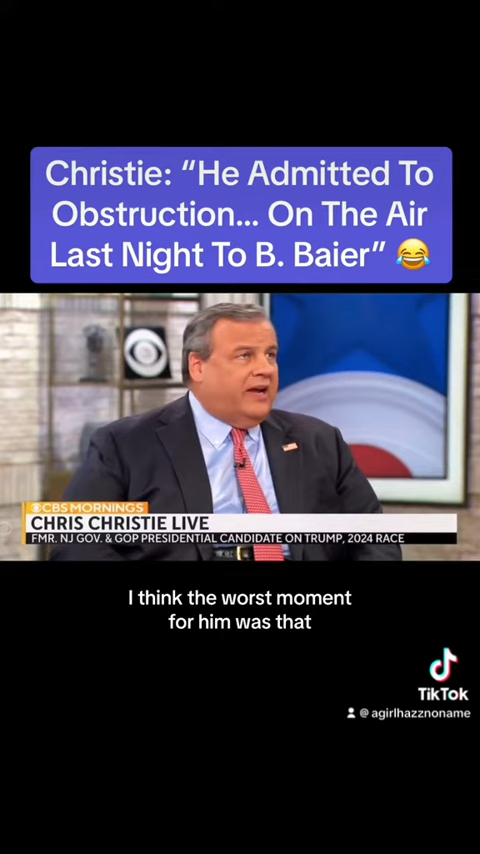 Christie: “He Admitted To
Obstruction... On The Air
Last Night To B. Baier” 😂
CBS MORNINGS
CHRIS CHRISTIE LIVE
FMR. NJ GOV. & GOP PRESIDENTIAL CANDIDATE ON TRUMP, 2024 RACE
I think the worst moment
for him was that
TikTok
@ agirlhazznoname